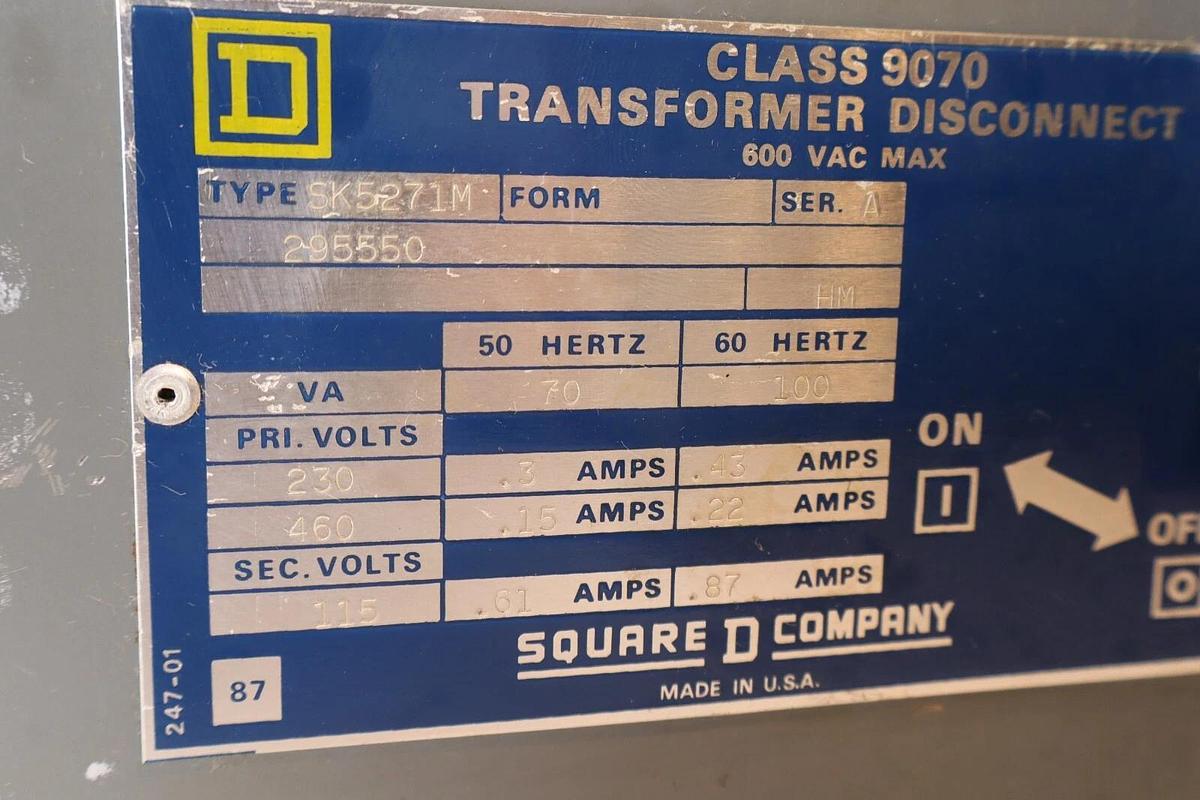 D
CLASS 9070
TRANSFORMER DISCONNECT
600 VAC MAX
TYPE SK5271M FORM SER. A
295550
HM
50 HERTZ 60 HERTZ
VA 70 100
PRI. VOLTS
230 .3 AMPS .43 AMPS
460 .15 AMPS .22 AMPS
SEC. VOLTS
115 .61 AMPS .87 AMPS
ON
I
OFF
O
SQUARE D COMPANY
MADE IN U.S.A.
87
247-01